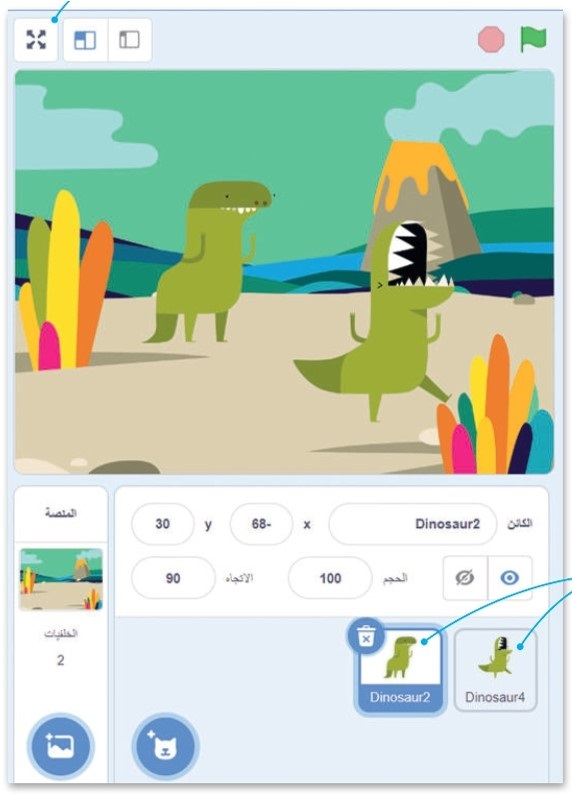 المنصة
الخلفيات
2
الكائن Dinosaur2 x -68 y 30
الحجم 100 الاتجاه 90
Dinosaur2
Dinosaur4